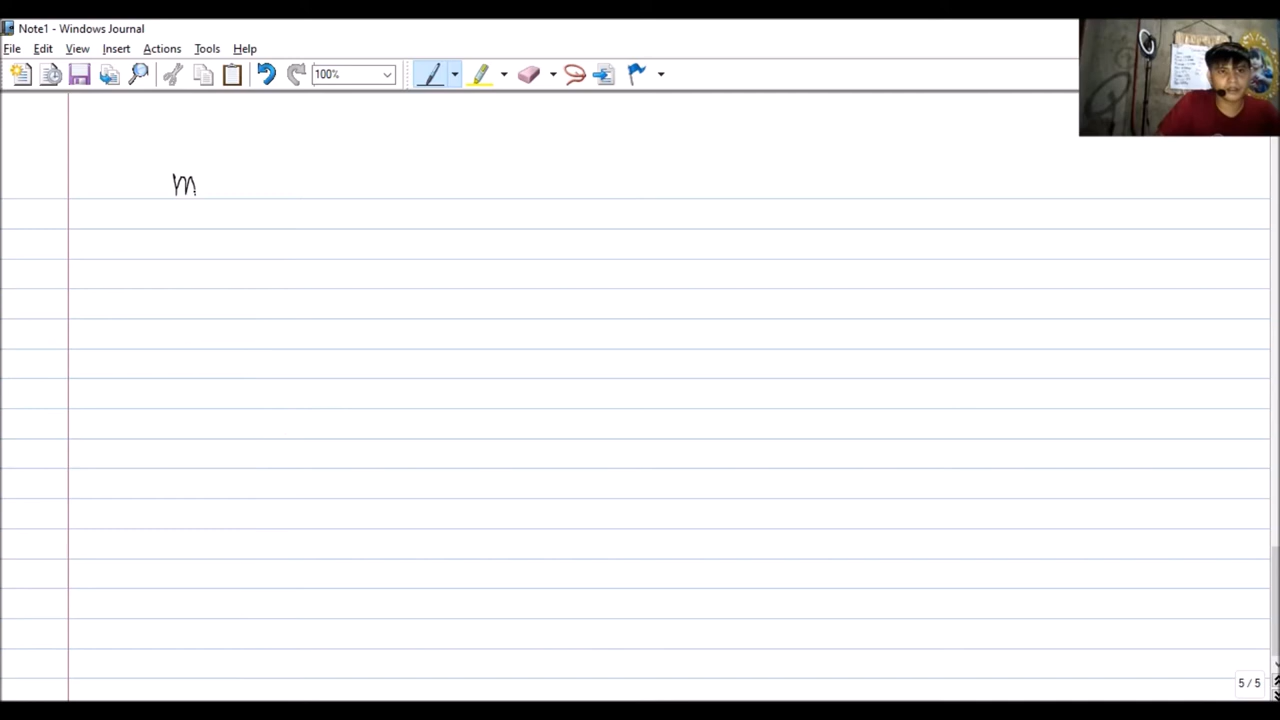 Note1 - Windows Journal
File Edit View Insert Actions Tools Help
100%
m
5 / 5